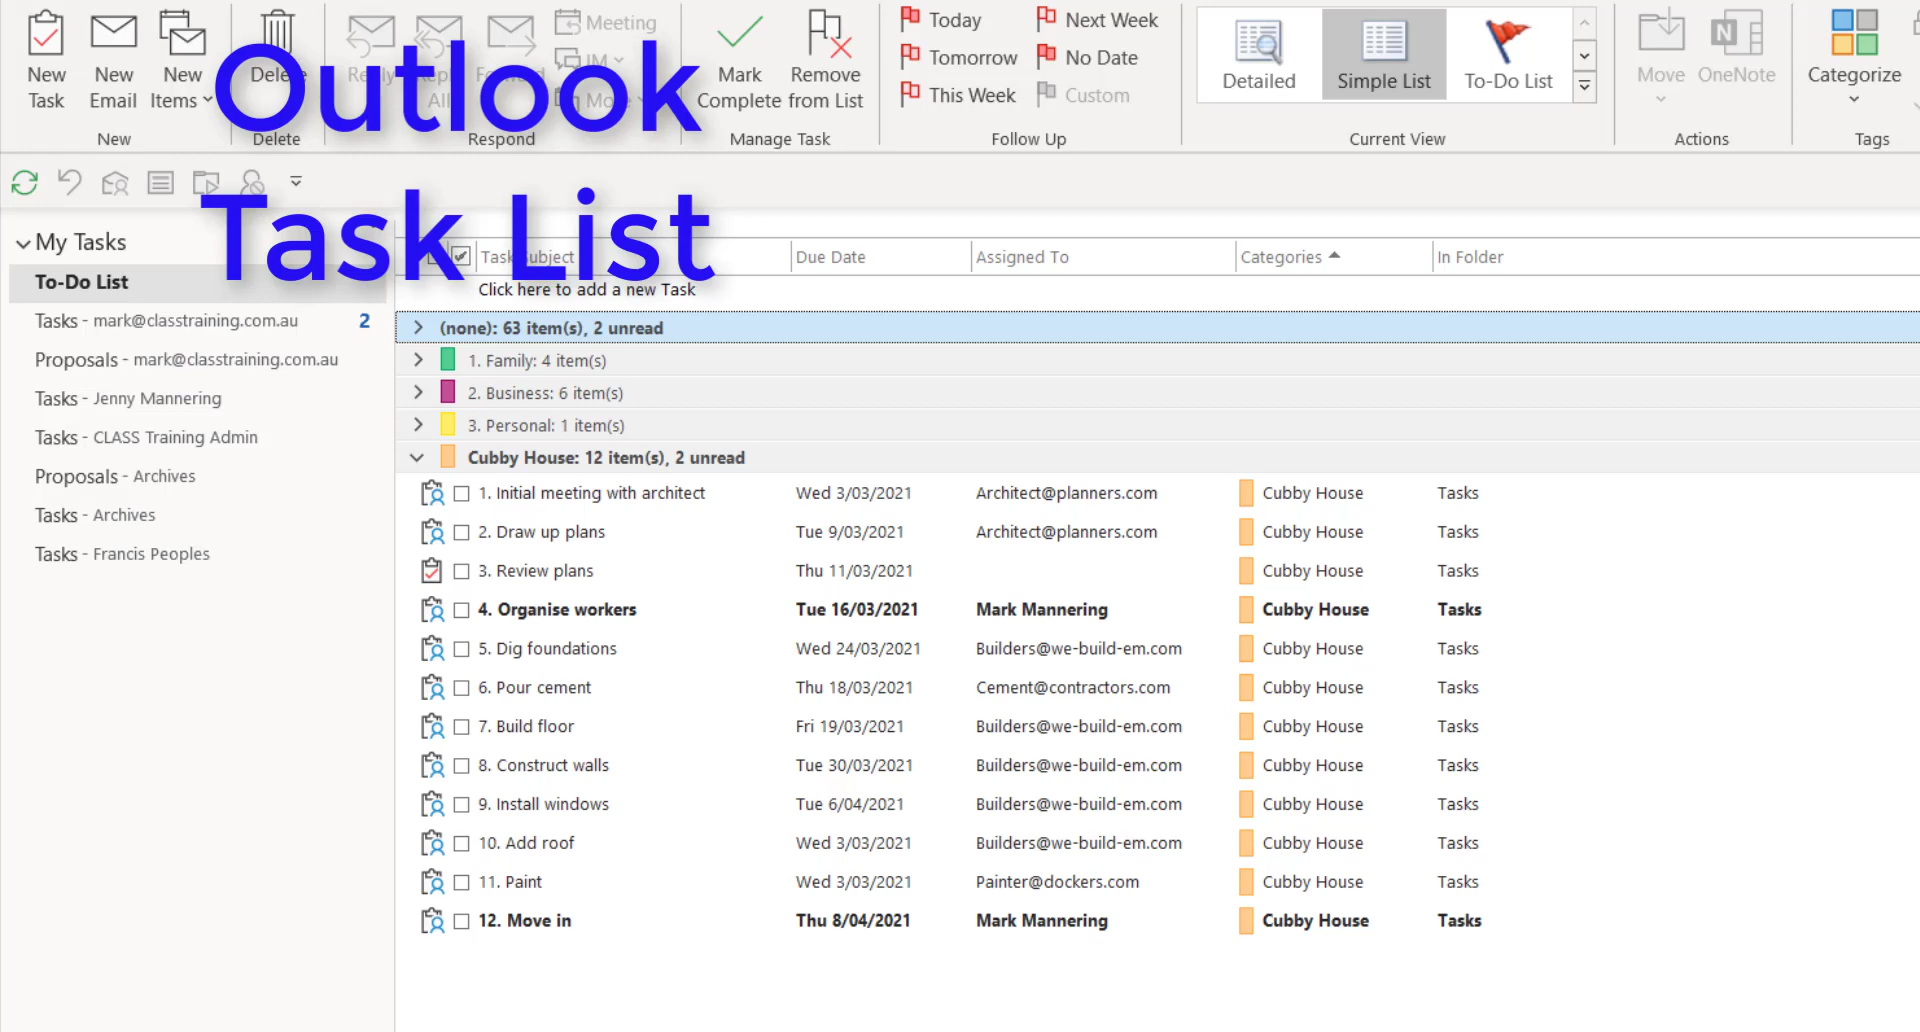 Outlook
Task List
New Task
New Email
New Items
New
Delete
Delete
Reply
Reply All
Forward
Meeting
IM
More
Respond
Mark Complete
Remove from List
Manage Task
Today
Tomorrow
This Week
Next Week
No Date
Custom
Follow Up
Detailed
Simple List
To-Do List
Current View
Move
OneNote
Actions
Categorize
Tags
My Tasks
To-Do List
Tasks - mark@classtraining.com.au 2
Proposals - mark@classtraining.com.au
Tasks - Jenny Mannering
Tasks - CLASS Training Admin
Proposals - Archives
Tasks - Archives
Tasks - Francis Peoples
Task Subject Due Date Assigned To Categories In Folder
Click here to add a new Task
(none): 63 item(s), 2 unread
1. Family: 4 item(s)
2. Business: 6 item(s)
3. Personal: 1 item(s)
Cubby House: 12 item(s), 2 unread
1. Initial meeting with architect Wed 3/03/2021 Architect@planners.com Cubby House Tasks
2. Draw up plans Tue 9/03/2021 Architect@planners.com Cubby House Tasks
3. Review plans Thu 11/03/2021 Cubby House Tasks
4. Organise workers Tue 16/03/2021 Mark Mannering Cubby House Tasks
5. Dig foundations Wed 24/03/2021 Builders@we-build-em.com Cubby House Tasks
6. Pour cement Thu 18/03/2021 Cement@contractors.com Cubby House Tasks
7. Build floor Fri 19/03/2021 Builders@we-build-em.com Cubby House Tasks
8. Construct walls Tue 30/03/2021 Builders@we-build-em.com Cubby House Tasks
9. Install windows Tue 6/04/2021 Builders@we-build-em.com Cubby House Tasks
10. Add roof Wed 3/03/2021 Builders@we-build-em.com Cubby House Tasks
11. Paint Wed 3/03/2021 Painter@dockers.com Cubby House Tasks
12. Move in Thu 8/04/2021 Mark Mannering Cubby House Tasks